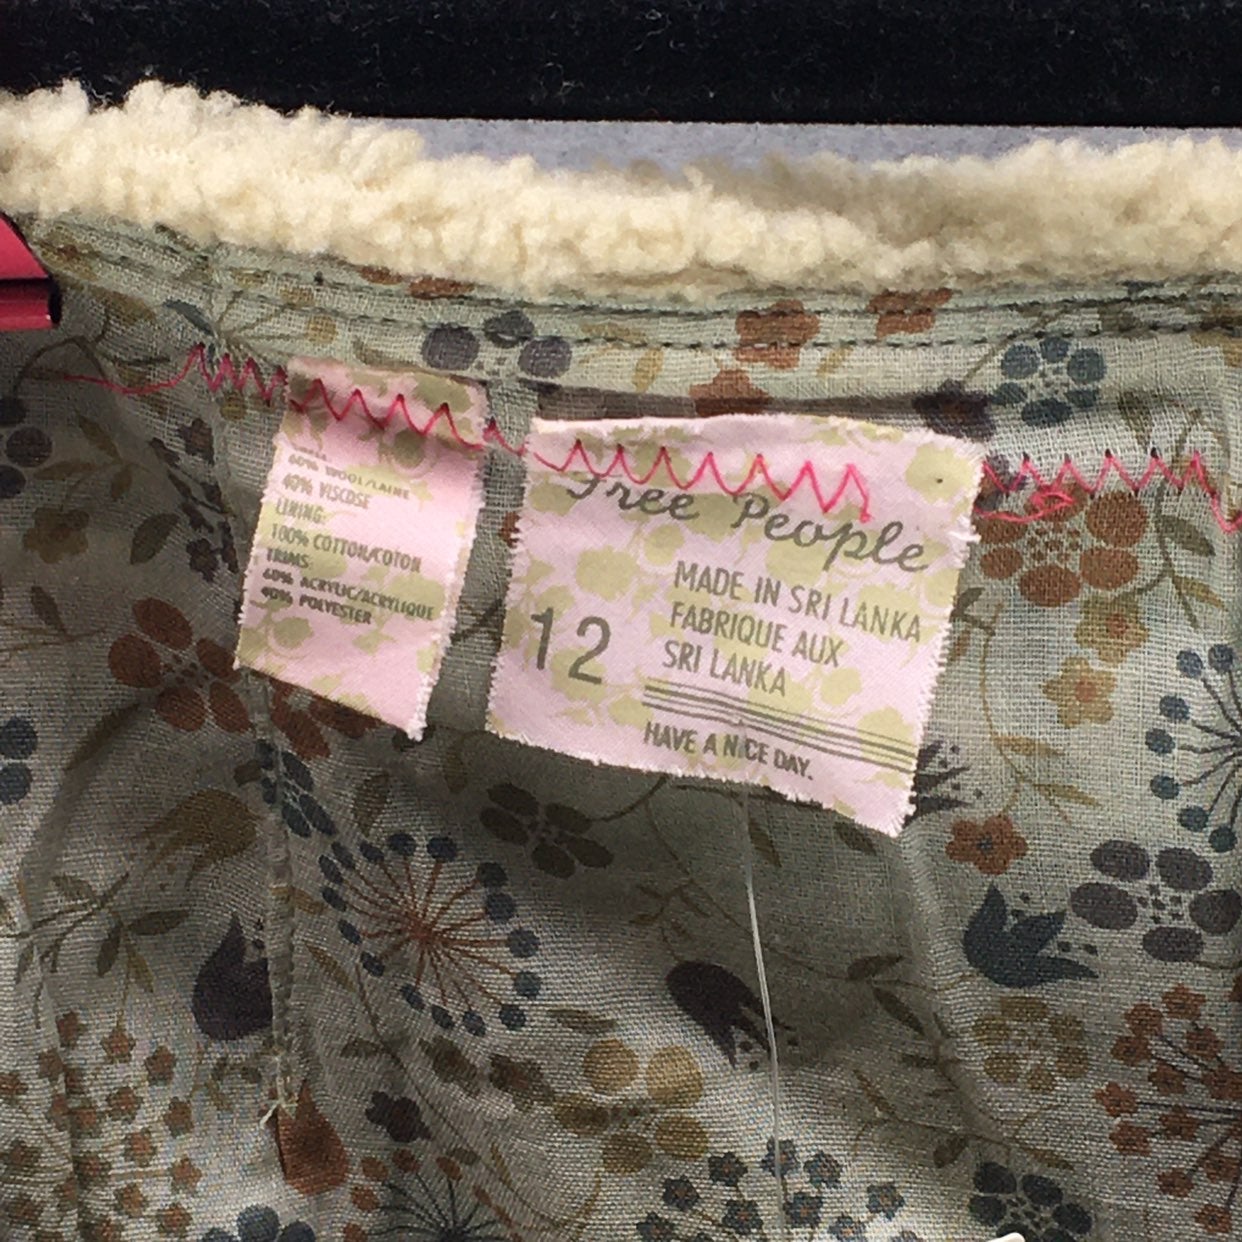 SHELL:
60% WOOL/LAINE
40% VISCOSE
LINING:
100% COTTON/COTON
TRIMS:
60% ACRYLIC/ACRYLIQUE
40% POLYESTER
Free People
12
MADE IN SRI LANKA
FABRIQUE AUX
SRI LANKA
HAVE A NICE DAY.